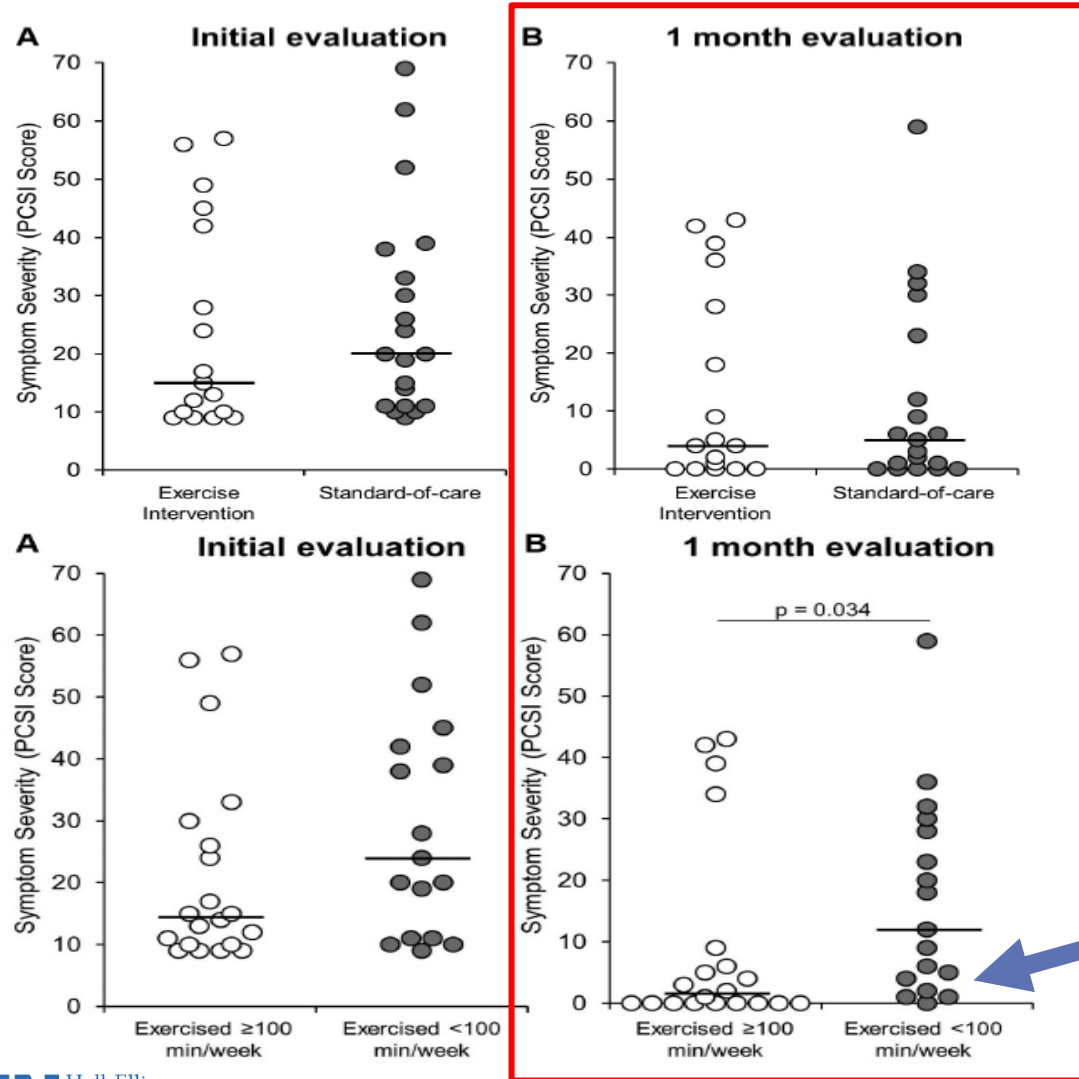 A Initial evaluation
70
60
50
40
30
20
10
0
Symptom Severity (PCSI Score)
Exercise
Intervention
Standard-of-care
B 1 month evaluation
70
60
50
40
30
20
10
0
Symptom Severity (PCSI Score)
Exercise
Intervention
Standard-of-care
A Initial evaluation
70
60
50
40
30
20
10
0
Symptom Severity (PCSI Score)
Exercised ≥100
min/week
Exercised <100
min/week
B 1 month evaluation
70
60
50
40
30
20
10
0
Symptom Severity (PCSI Score)
p = 0.034
Exercised ≥100
min/week
Exercised <100
min/week